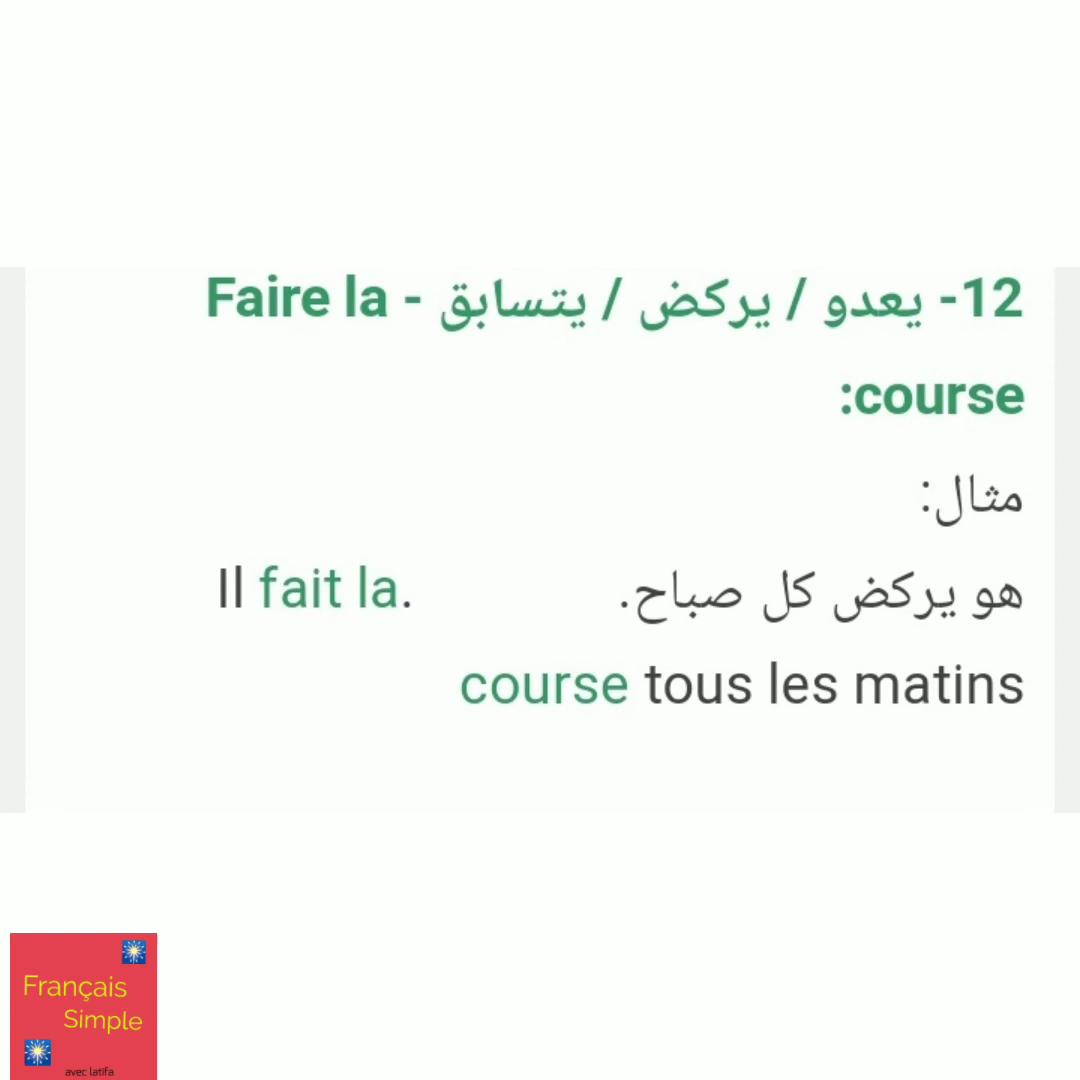 12- يعدو / يركض / يتسابق - Faire la
course:
مثال:
هو يركض كل صباح. Il fait la.
course tous les matins
Français
Simple
avec latifa